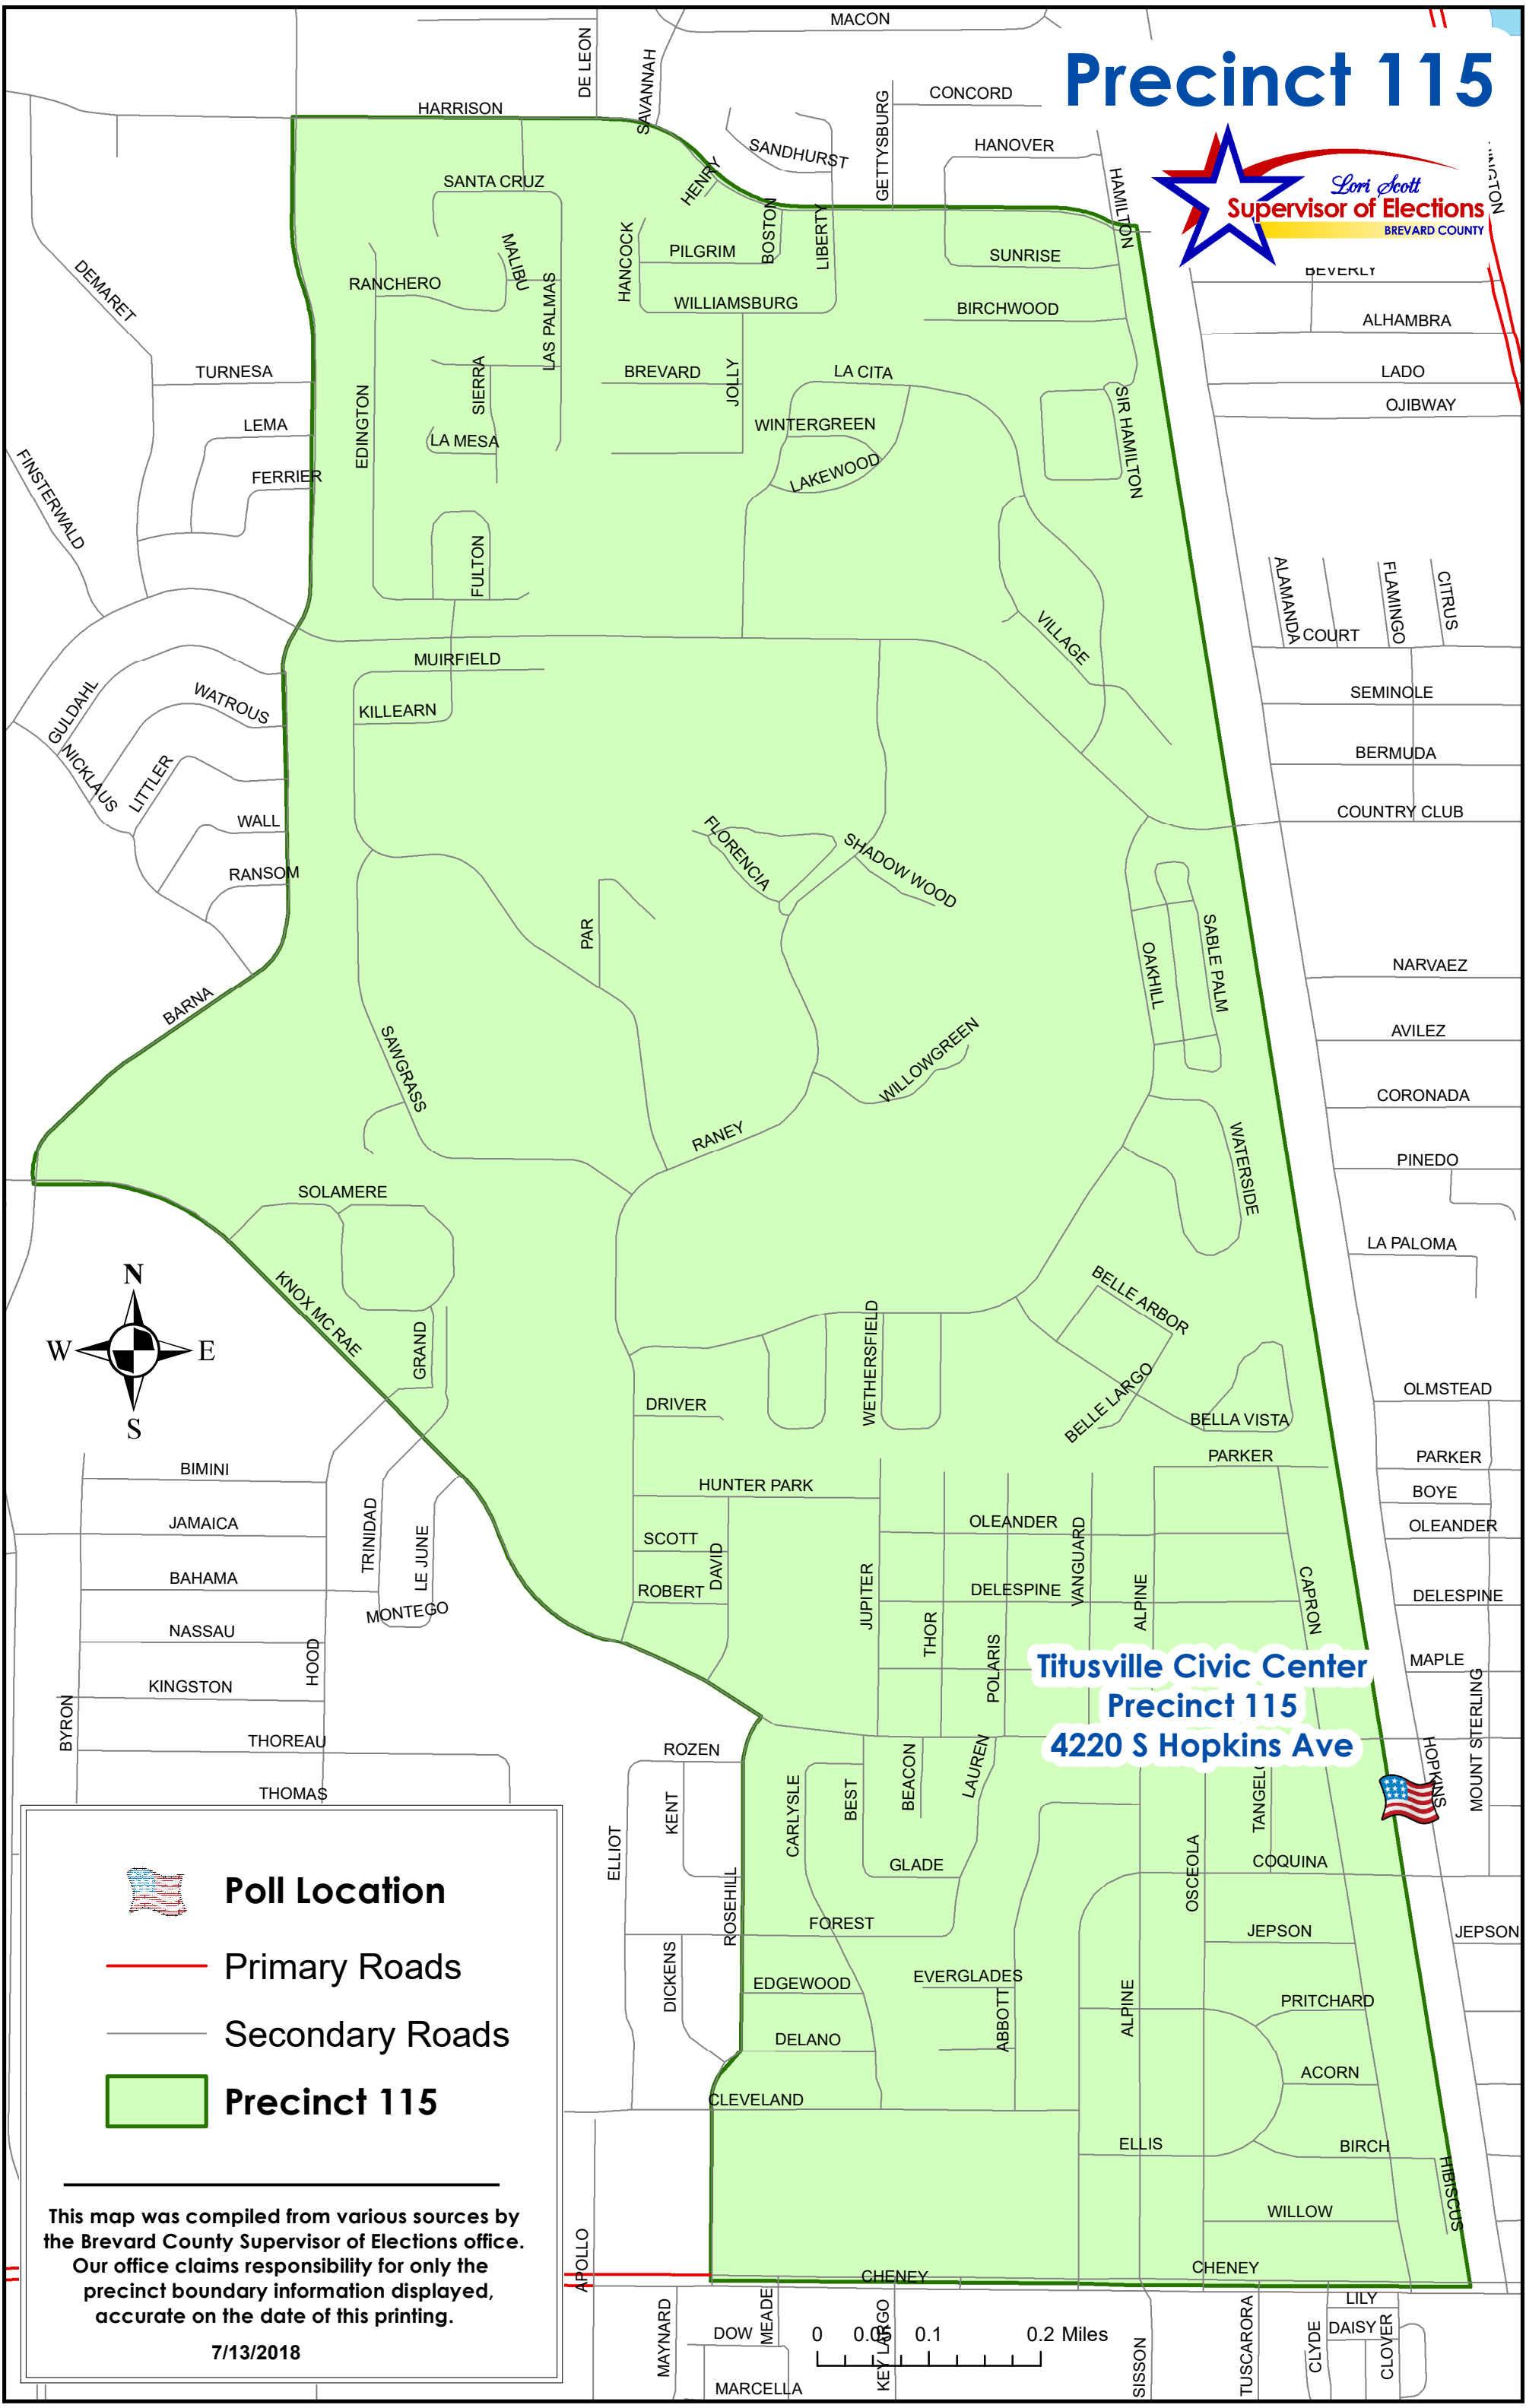 MACON
DE LEON
SAVANNAH
Precinct 115
CONCORD
HARRISON
GETTYSBURG
HANOVER
SANDHURST
HENRY
HAMILTON
Lori Scott
Supervisor of Elections
BREVARD COUNTY
SANTA CRUZ
HANCOCK
PILGRIM
BOSTON
LIBERTY
SUNRISE
MALIBU
RANCHERO
LAS PALMAS
WILLIAMSBURG
BIRCHWOOD
DEMARET
BEVERLY
ALHAMBRA
TURNESA
SIERRA
BREVARD
JOLLY
LA CITA
LADO
OJIBWAY
LEMA
EDINGTON
LA MESA
WINTERGREEN
LAKEWOOD
SIR HAMILTON
FERRIER
FINSTERWALD
FULTON
ALAMANDA
FLAMINGO
CITRUS
COURT
VILLAGE
MUIRFIELD
KILLEARN
SEMINOLE
GULDAHL
WATROUS
NICKLAUS
LITTLER
BERMUDA
WALL
COUNTRY CLUB
FLORENCIA
SHADOW WOOD
RANSOM
PAR
OAKHILL
SABLE PALM
NARVAEZ
BARNA
AVILEZ
SAWGRASS
WILLOWGREEN
CORONADA
RANEY
WATERSIDE
PINEDO
SOLAMERE
LA PALOMA
N
W
E
S
KNOX MC RAE
GRAND
WETHERSFIELD
BELLE ARBOR
BELLE LARGO
DRIVER
BELLA VISTA
OLMSTEAD
PARKER
PARKER
BIMINI
HUNTER PARK
BOYE
JAMAICA
TRINIDAD
LE JUNE
SCOTT
DAVID
OLEANDER
VANGUARD
OLEANDER
BAHAMA
ROBERT
JUPITER
DELESPINE
ALPINE
CAPRON
DELESPINE
MONTEGO
NASSAU
HOOD
THOR
POLARIS
Titusville Civic Center
Precinct 115
4220 S Hopkins Ave
MAPLE
MOUNT STERLING
KINGSTON
BYRON
THOREAU
ROZEN
THOMAS
KENT
CARLYSLE
BEST
BEACON
LAUREN
HOPKINS
ELLIOT
GLADE
OSCEOLA
COQUINA
ROSEHILL
FOREST
JEPSON
JEPSON
DICKENS
EDGEWOOD
EVERGLADES
ABBOTT
ALPINE
PRITCHARD
DELANO
ACORN
CLEVELAND
ELLIS
BIRCH
HIBISCUS
WILLOW
Poll Location
Primary Roads
Secondary Roads
Precinct 115
This map was compiled from various sources by
the Brevard County Supervisor of Elections office.
Our office claims responsibility for only the
precinct boundary information displayed,
accurate on the date of this printing.
7/13/2018
APOLLO
CHENEY
CHENEY
MAYNARD
MEADE
DOW
MARCELLA
KEY LARGO
0 0.05 0.1 0.2 Miles
SISSON
TUSCARORA
LILY
CLYDE
DAISY
CLOVER